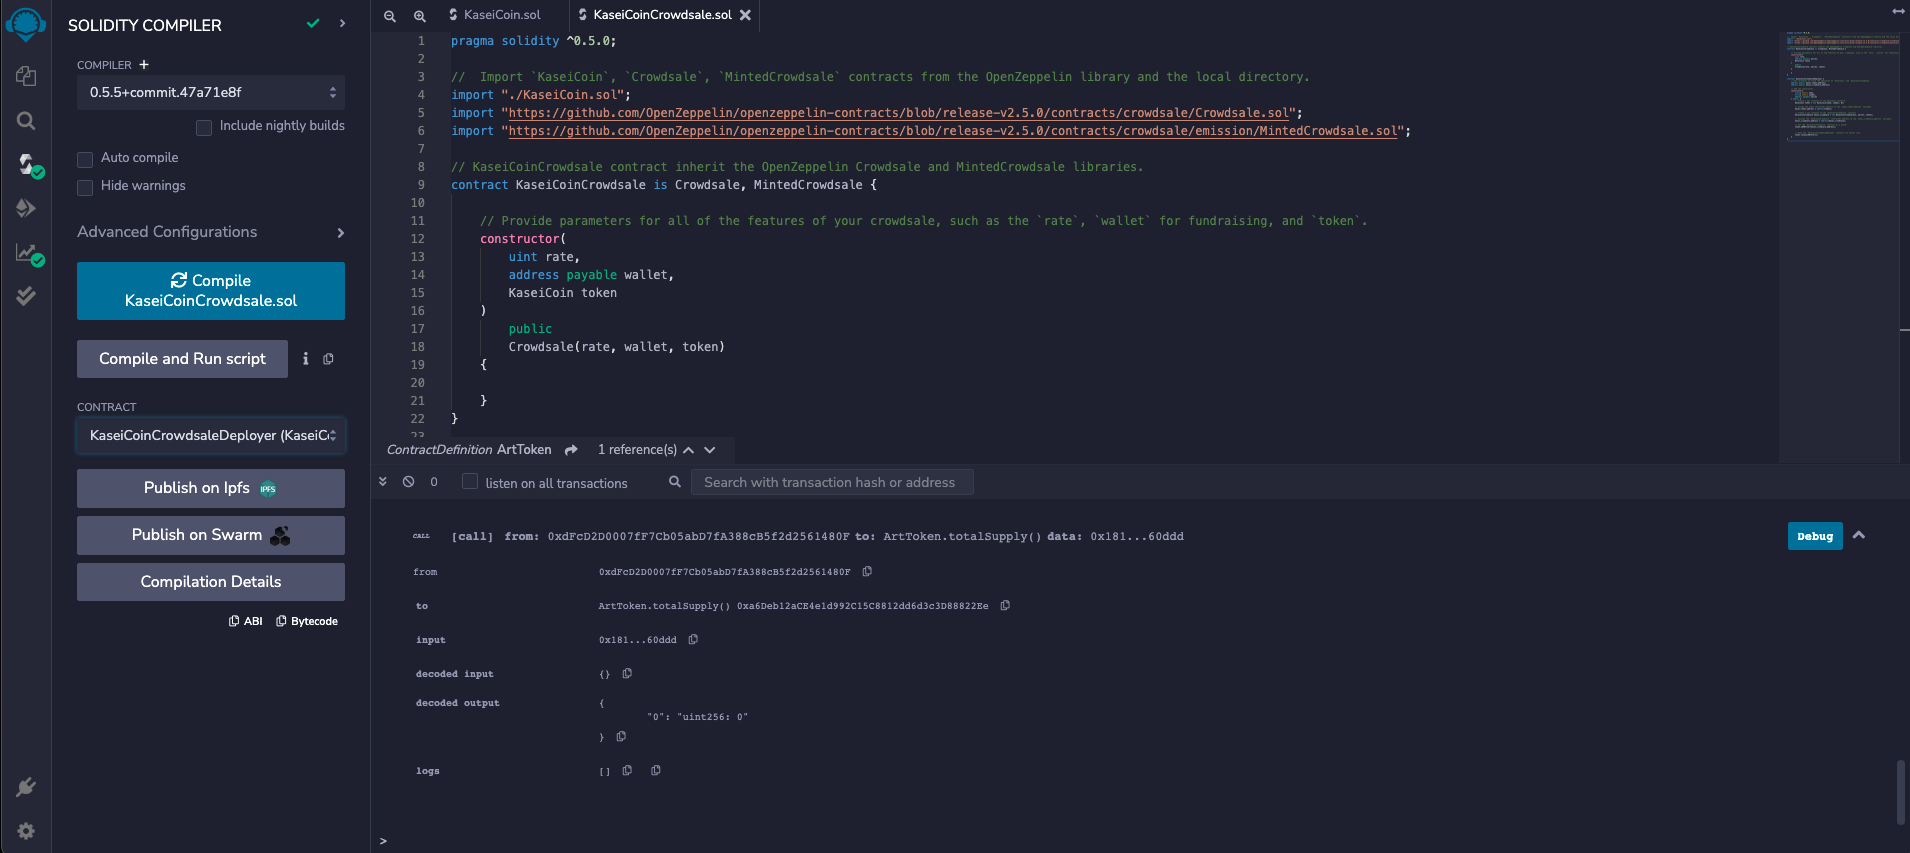 SOLIDITY COMPILER
COMPILER +
0.5.5+commit.47a71e8f
Include nightly builds
Auto compile
Hide warnings
Advanced Configurations
Compile
KaseiCoinCrowdsale.sol
Compile and Run script
CONTRACT
KaseiCoinCrowdsaleDeployer (KaseiCo
Publish on Ipfs IPFS
Publish on Swarm
Compilation Details
ABI Bytecode
KaseiCoin.sol KaseiCoinCrowdsale.sol
1 pragma solidity ^0.5.0;
2
3 //  Import `KaseiCoin`, `Crowdsale`, `MintedCrowdsale` contracts from the OpenZeppelin library and the local directory.
4 import "./KaseiCoin.sol";
5 import "https://github.com/OpenZeppelin/openzeppelin-contracts/blob/release-v2.5.0/contracts/crowdsale/Crowdsale.sol";
6 import "https://github.com/OpenZeppelin/openzeppelin-contracts/blob/release-v2.5.0/contracts/crowdsale/emission/MintedCrowdsale.sol";
7
8 // KaseiCoinCrowdsale contract inherit the OpenZeppelin Crowdsale and MintedCrowdsale libraries.
9 contract KaseiCoinCrowdsale is Crowdsale, MintedCrowdsale {
10
11 // Provide parameters for all of the features of your crowdsale, such as the `rate`, `wallet` for fundraising, and `token`.
12 constructor(
13 uint rate,
14 address payable wallet,
15 KaseiCoin token
16 )
17 public
18 Crowdsale(rate, wallet, token)
19 {
20
21 }
22 }
23
ContractDefinition ArtToken 1 reference(s)
0 listen on all transactions Search with transaction hash or address
CALL [call] from: 0xdFcD2D0007fF7Cb05abD7fA388cB5f2d2561480F to: ArtToken.totalSupply() data: 0x181...60ddd Debug
from 0xdFcD2D0007fF7Cb05abD7fA388cB5f2d2561480F
to ArtToken.totalSupply() 0xa6Deb12aCE4e1d992C15C8812dd6d3c3D88822Ee
input 0x181...60ddd
decoded input {}
decoded output {
"0": "uint256: 0"
}
logs []
>